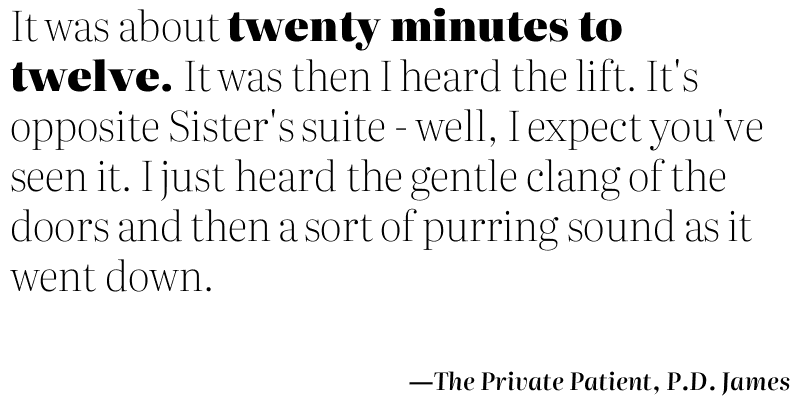 It was about twenty minutes to
twelve. It was then I heard the lift. It's
opposite Sister's suite - well, I expect you've
seen it. I just heard the gentle clang of the
doors and then a sort of purring sound as it
went down.
—The Private Patient, P.D. James